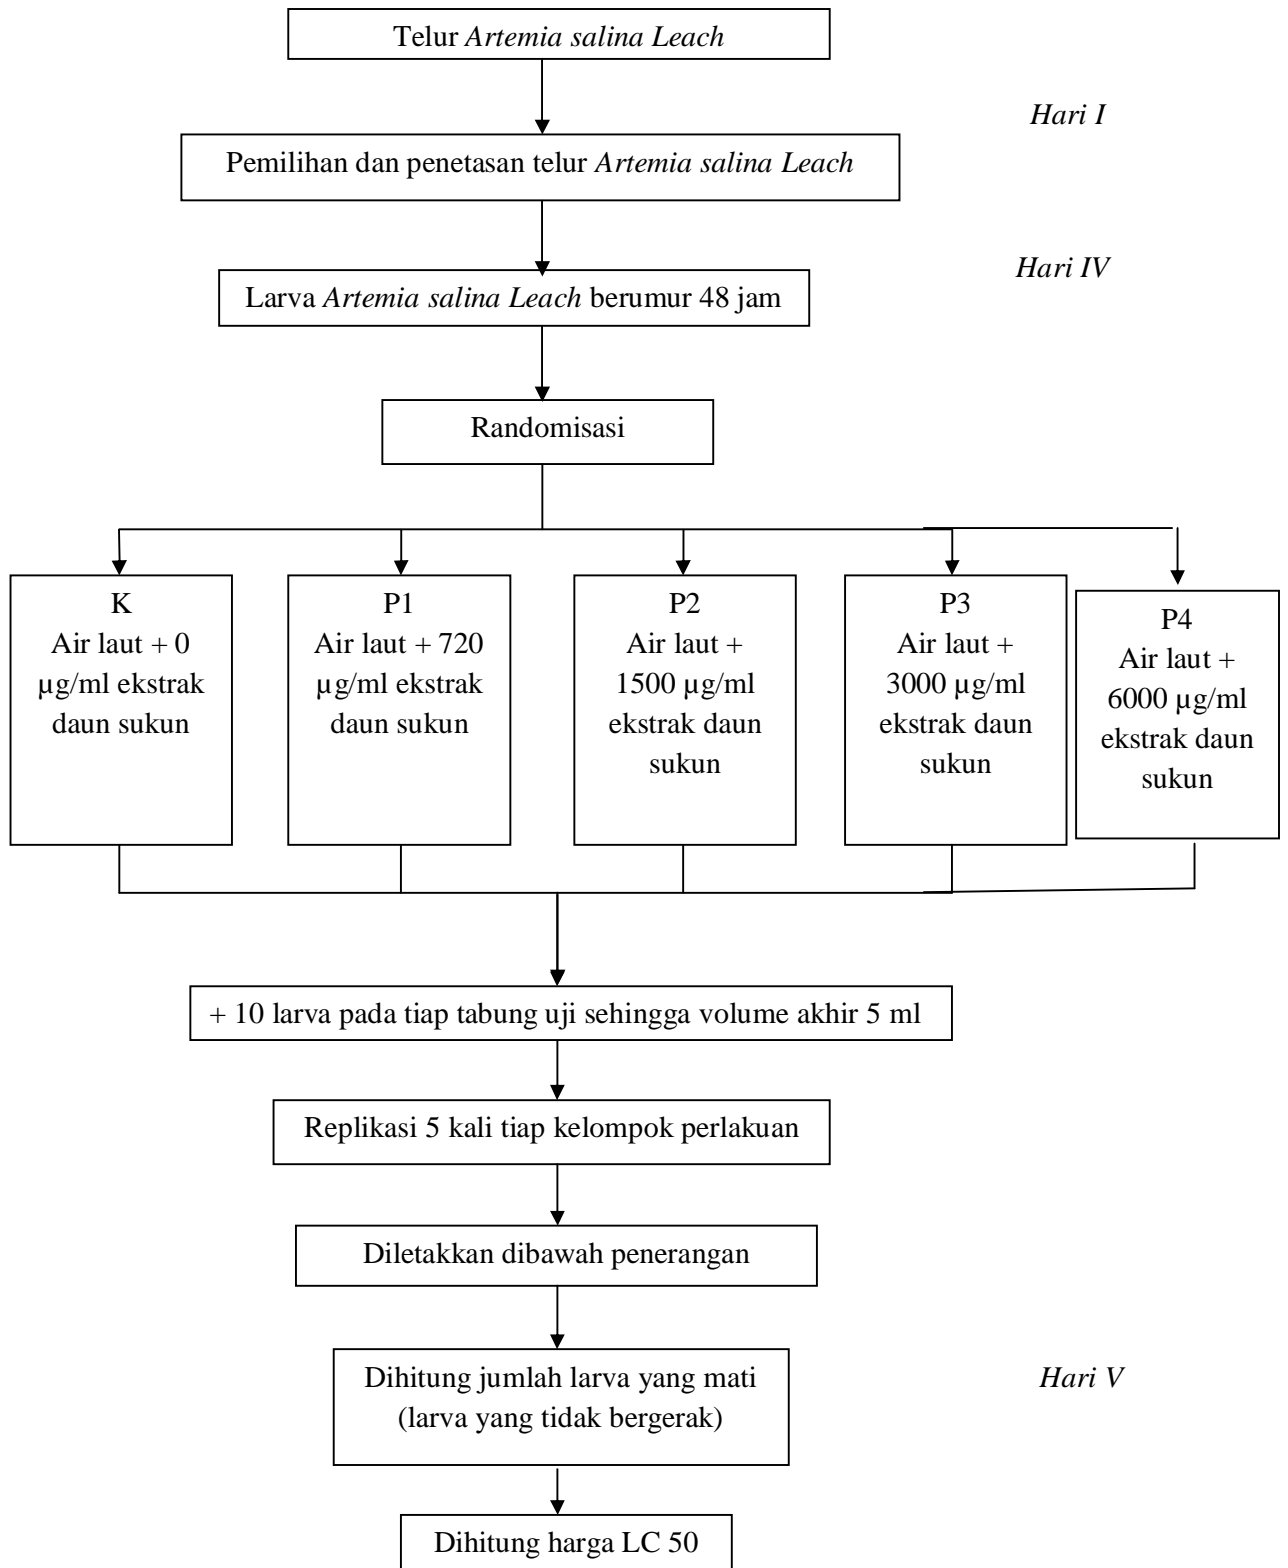 Telur Artemia salina Leach
Hari I
Pemilihan dan penetasan telur Artemia salina Leach
Hari IV
Larva Artemia salina Leach berumur 48 jam
Randomisasi
K
Air laut + 0
µg/ml ekstrak
daun sukun
P1
Air laut + 720
µg/ml ekstrak
daun sukun
P2
Air laut +
1500 µg/ml
ekstrak daun
sukun
P3
Air laut +
3000 µg/ml
ekstrak daun
sukun
P4
Air laut +
6000 µg/ml
ekstrak daun
sukun
+ 10 larva pada tiap tabung uji sehingga volume akhir 5 ml
Replikasi 5 kali tiap kelompok perlakuan
Diletakkan dibawah penerangan
Dihitung jumlah larva yang mati
(larva yang tidak bergerak)
Hari V
Dihitung harga LC 50